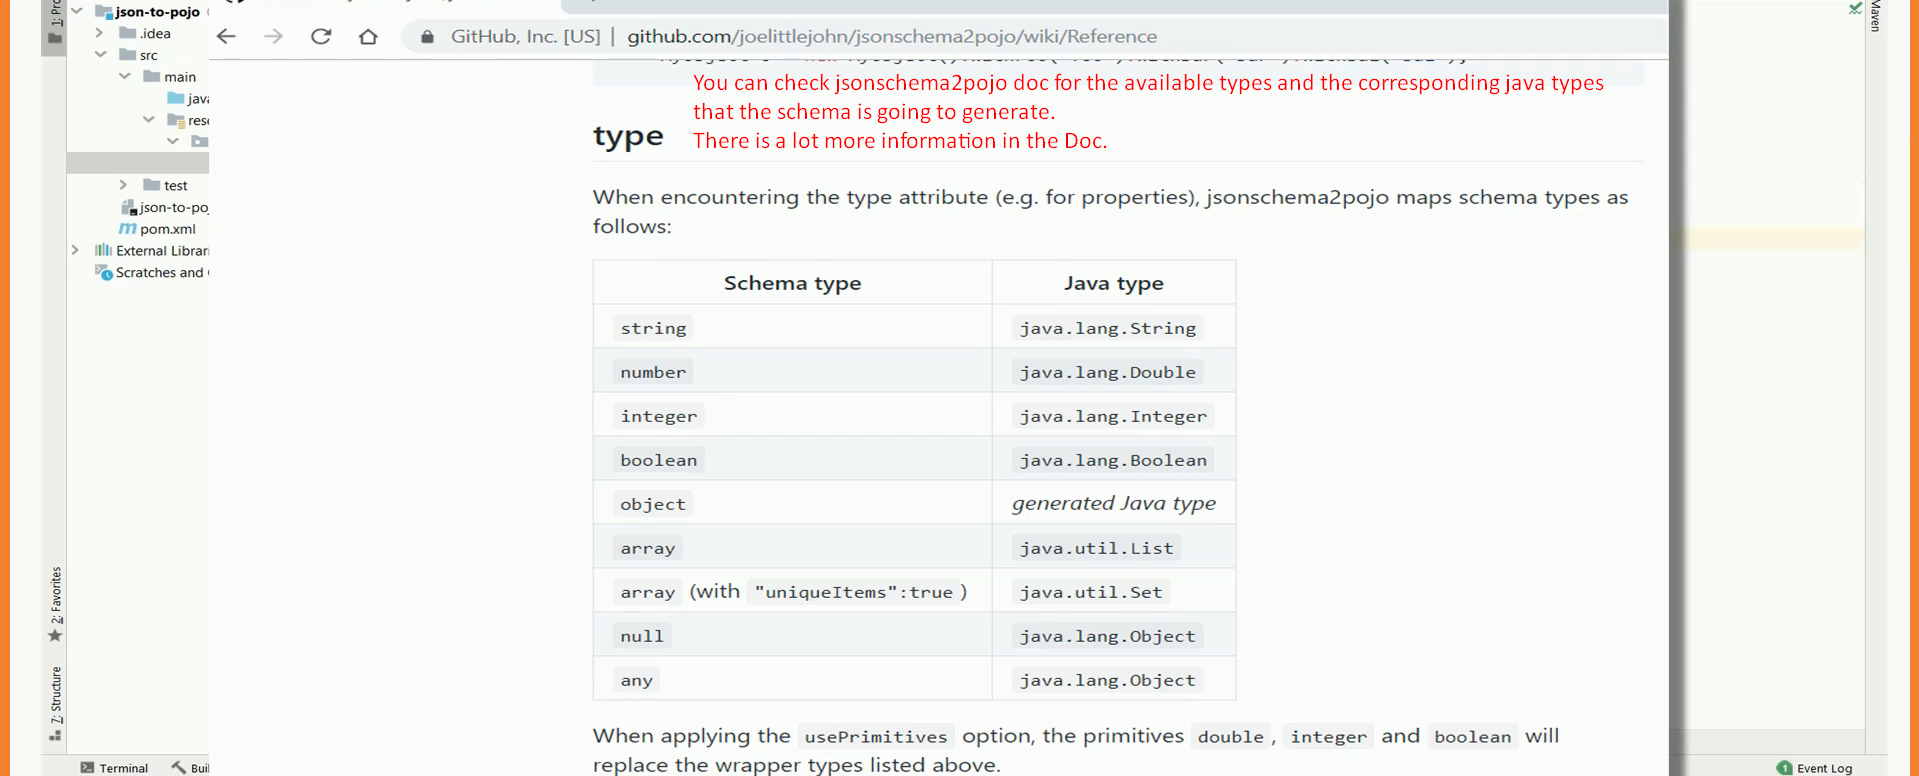 1: Pro
json-to-pojo
.idea
src
main
java
test
pom.xml
External Librari
Scratches and
2: Favorites
7: Structure
Terminal
GitHub, Inc. [US] | github.com/joelittlejohn/jsonschema2pojo/wiki/Reference
You can check jsonschema2pojo doc for the available types and the corresponding java types
that the schema is going to generate.
There is a lot more information in the Doc.
type
When encountering the type attribute (e.g. for properties), jsonschema2pojo maps schema types as
follows:
Schema type Java type
string java.lang.String
number java.lang.Double
integer java.lang.Integer
boolean java.lang.Boolean
object generated Java type
array java.util.List
array (with "uniqueItems":true) java.util.Set
null java.lang.Object
any java.lang.Object
When applying the usePrimitives option, the primitives double, integer and boolean will
replace the wrapper types listed above.
Maven
1 Event Log